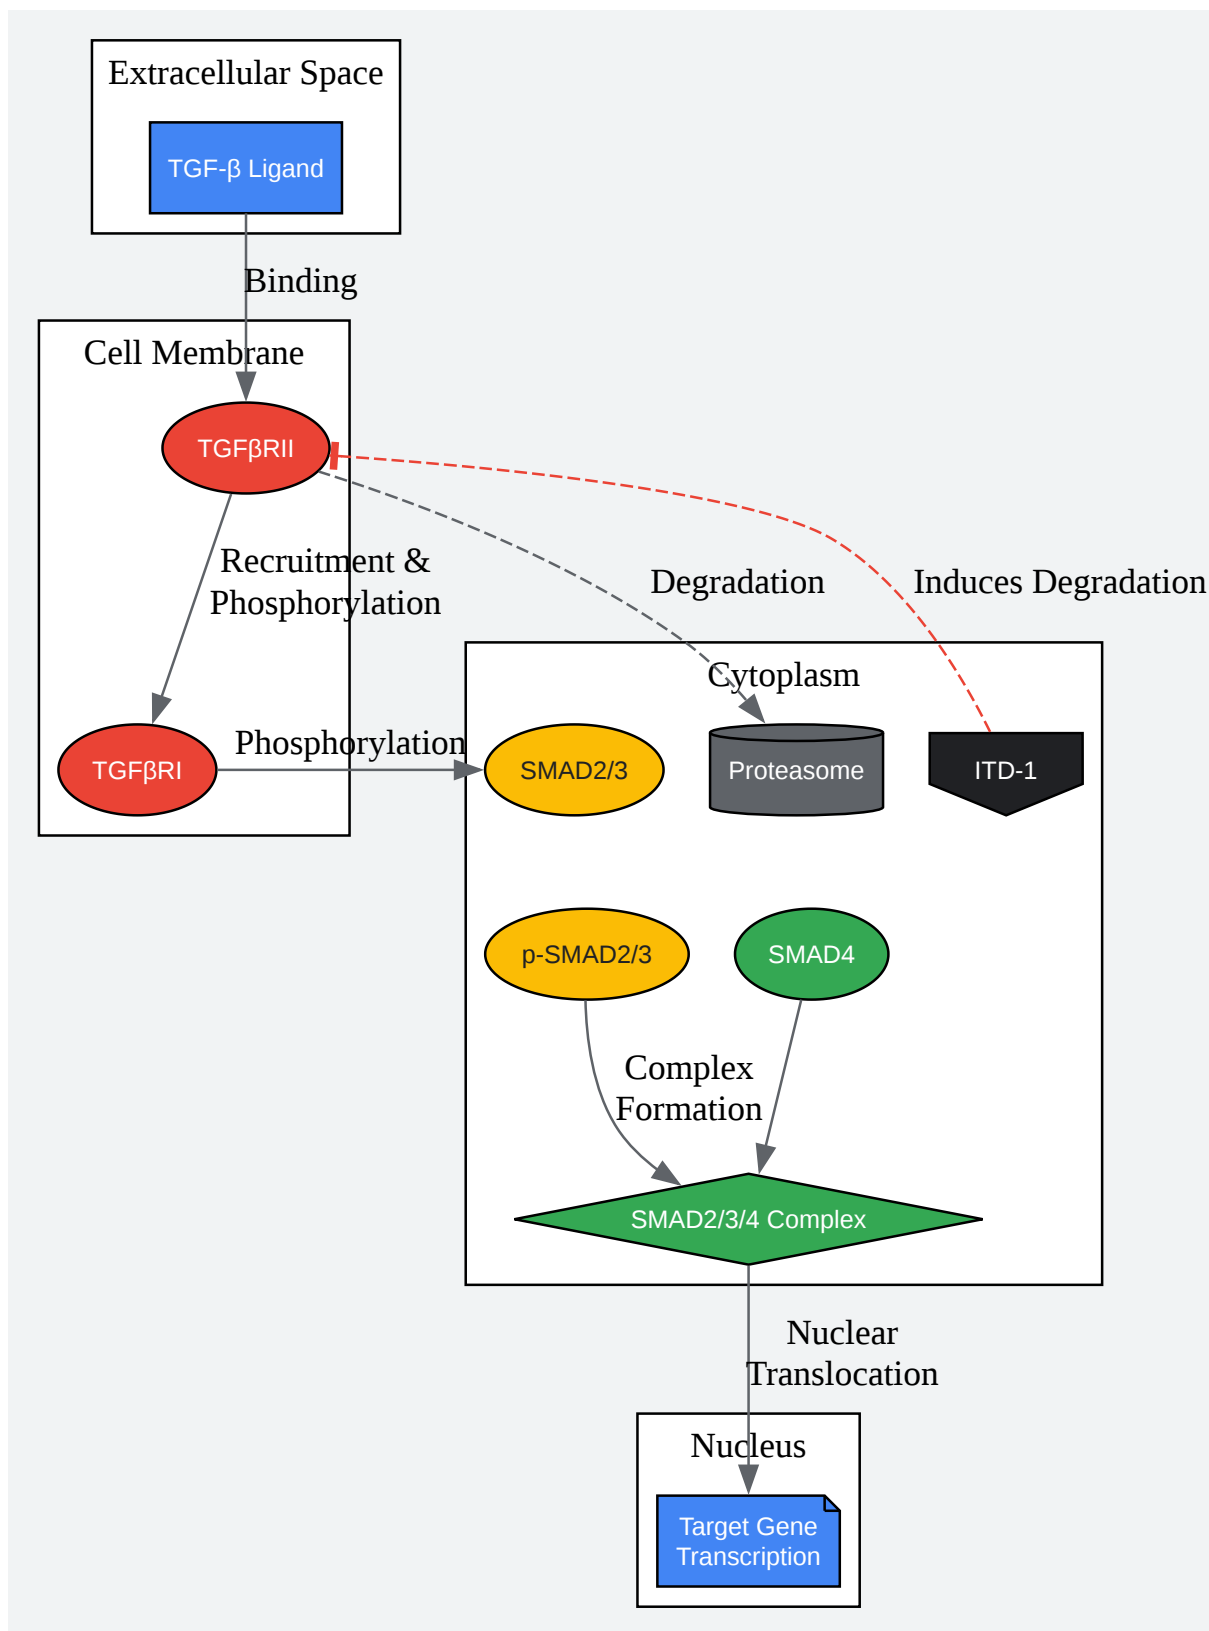 Extracellular Space
TGF-β Ligand
Binding
Cell Membrane
TGFβRII
Recruitment &
Phosphorylation
Degradation
Induces Degradation
Cytoplasm
TGFβRI
Phosphorylation
SMAD2/3
Proteasome
ITD-1
p-SMAD2/3
SMAD4
Complex
Formation
SMAD2/3/4 Complex
Nuclear
Translocation
Nucleus
Target Gene
Transcription